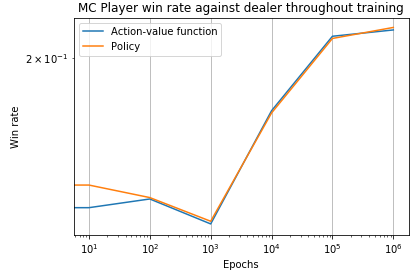 MC Player win rate against dealer throughout training
Action-value function
Policy
2 × 10⁻¹
Win rate
10¹ 10² 10³ 10⁴ 10⁵ 10⁶
Epochs